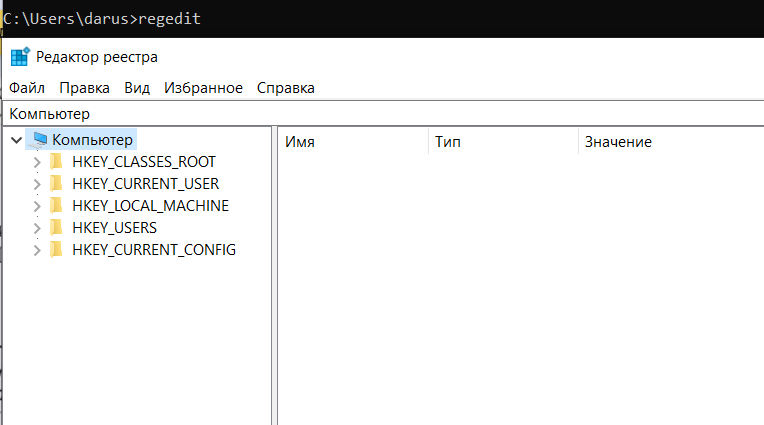 C:\Users\darus>regedit
Редактор реестра
Файл Правка Вид Избранное Справка
Компьютер
Компьютер
HKEY_CLASSES_ROOT
HKEY_CURRENT_USER
HKEY_LOCAL_MACHINE
HKEY_USERS
HKEY_CURRENT_CONFIG
Имя Тип Значение